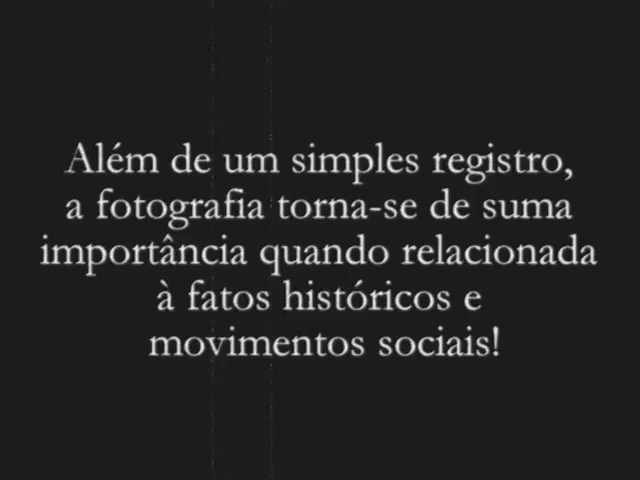 Além de um simples registro,
a fotografia torna-se de suma
importância quando relacionada
à fatos históricos e
movimentos sociais!